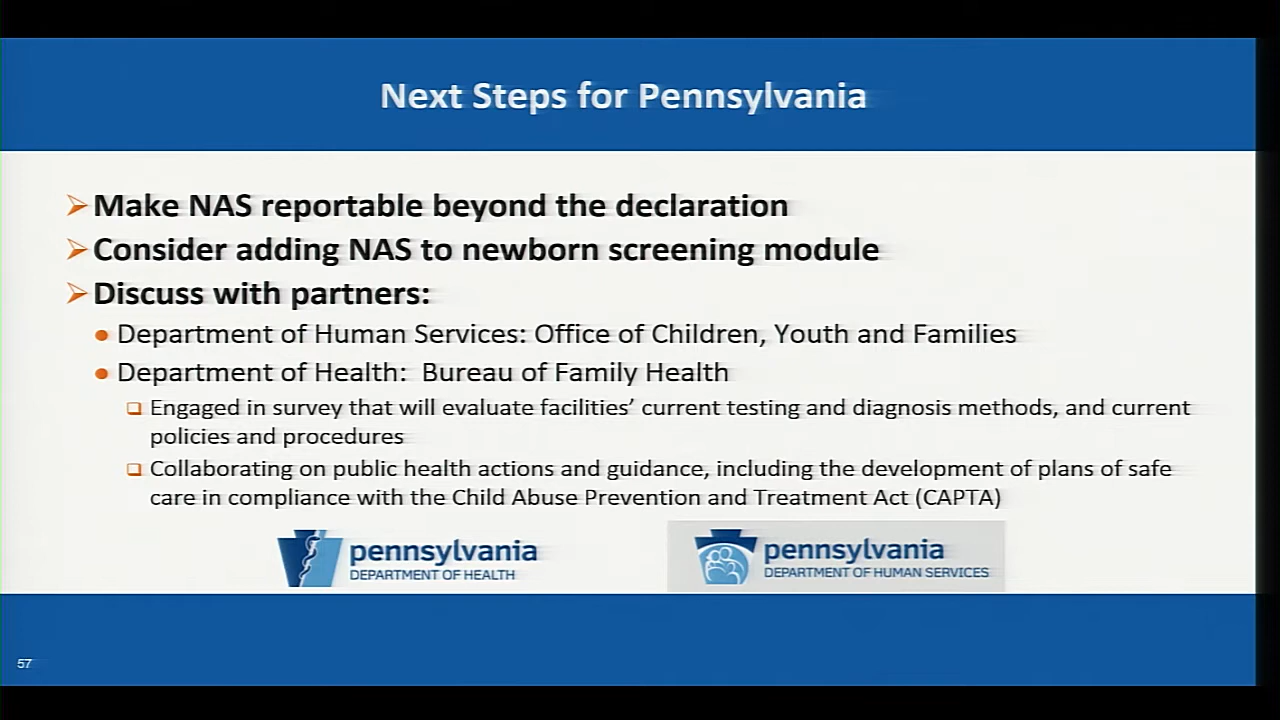 Next Steps for Pennsylvania
Make NAS reportable beyond the declaration
Consider adding NAS to newborn screening module
Discuss with partners:
Department of Human Services: Office of Children, Youth and Families
Department of Health: Bureau of Family Health
Engaged in survey that will evaluate facilities’ current testing and diagnosis methods, and current
policies and procedures
Collaborating on public health actions and guidance, including the development of plans of safe
care in compliance with the Child Abuse Prevention and Treatment Act (CAPTA)
pennsylvania
DEPARTMENT OF HEALTH
pennsylvania
DEPARTMENT OF HUMAN SERVICES
57